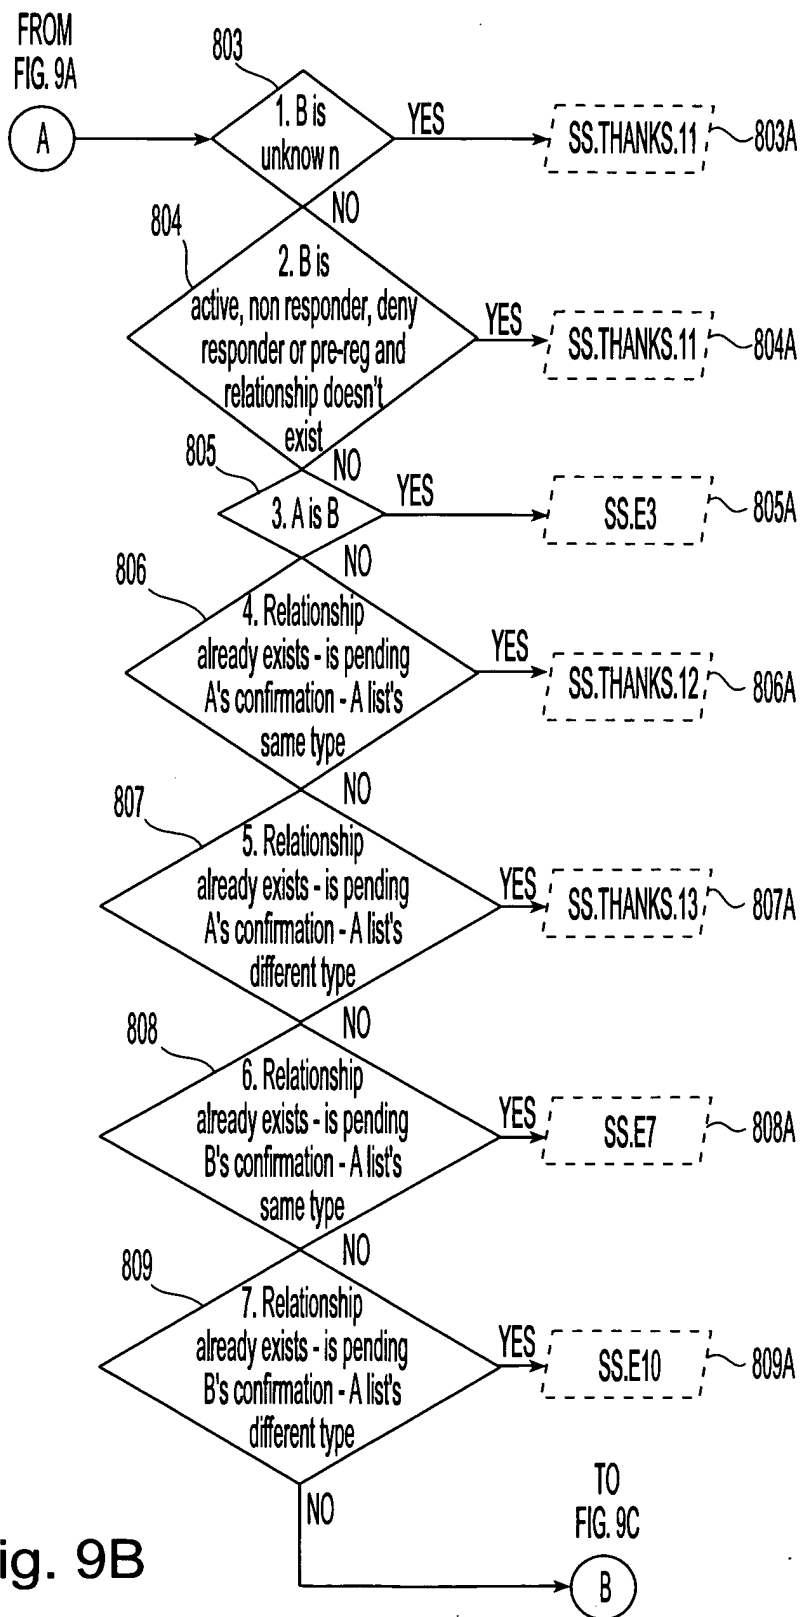 FROM
FIG. 9A
A
803
1. B is
unknow n
YES
SS.THANKS.11
803A
NO
804
2. B is
active, non responder, deny
responder or pre-reg and
relationship doesn't
exist
YES
SS.THANKS.11
804A
NO
805
3. A is B
YES
SS.E3
805A
NO
806
4. Relationship
already exists - is pending
A's confirmation - A list's
same type
YES
SS.THANKS.12
806A
NO
807
5. Relationship
already exists - is pending
A's confirmation - A list's
different type
YES
SS.THANKS.13
807A
NO
808
6. Relationship
already exists - is pending
B's confirmation - A list's
same type
YES
SS.E7
808A
NO
809
7. Relationship
already exists - is pending
B's confirmation - A list's
different type
YES
SS.E10
809A
NO
TO
FIG. 9C
B
ig. 9B